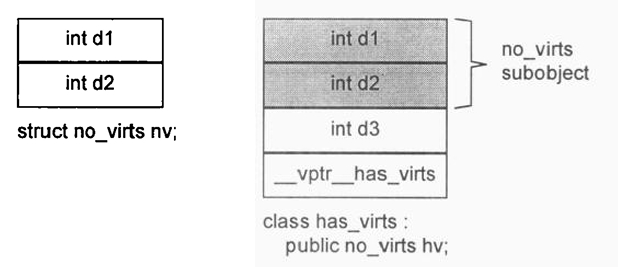 int d1
int d2
struct no_virts nv;
int d1
int d2
no_virts
subobject
int d3
__vptr__has_virts
class has_virts :
public no_virts hv;